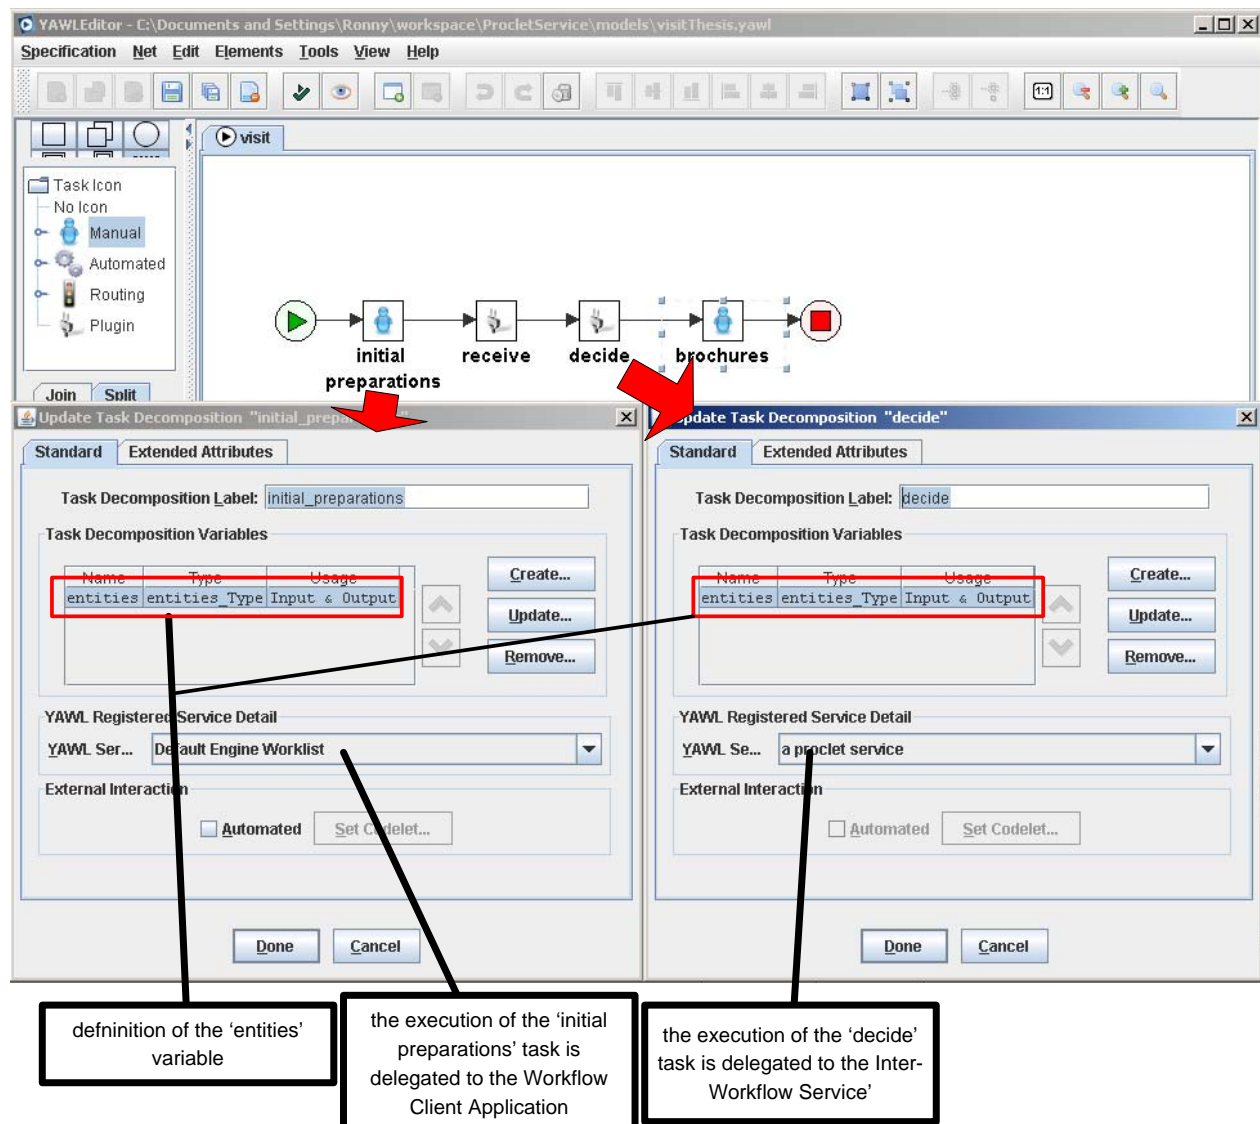 YAWLEditor - C:\Documents and Settings\Ronny\workspace\ProcletService\models\visitThesis.yawl
Specification Net Edit Elements Tools View Help
1:1
visit
Task Icon
No Icon
Manual
Automated
Routing
Plugin
Join Split
initial
preparations
receive
decide
brochures
Update Task Decomposition "initial_prepa
Standard Extended Attributes
Task Decomposition Label: initial_preparations
Task Decomposition Variables
Name Type Usage
entities entities_Type Input & Output
Create...
Update...
Remove...
YAWL Registered Service Detail
YAWL Ser... Default Engine Worklist
External Interaction
Automated Set Codelet...
Done Cancel
Update Task Decomposition "decide"
Standard Extended Attributes
Task Decomposition Label: decide
Task Decomposition Variables
Name Type Usage
entities entities_Type Input & Output
Create...
Update...
Remove...
YAWL Registered Service Detail
YAWL Se... a proclet service
External Interaction
Automated Set Codelet...
Done Cancel
defninition of the ‘entities’
variable
the execution of the ‘initial
preparations’ task is
delegated to the Workflow
Client Application
the execution of the ‘decide’
task is delegated to the Inter-
Workflow Service’